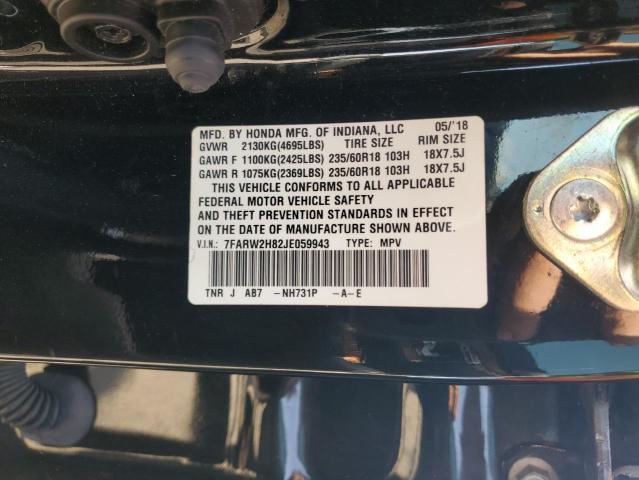 MFD. BY HONDA MFG. OF INDIANA, LLC 05/'18
GVWR 2130KG(4695LBS) TIRE SIZE RIM SIZE
GAWR F 1100KG(2425LBS) 235/60R18 103H 18X7.5J
GAWR R 1075KG(2369LBS) 235/60R18 103H 18X7.5J
THIS VEHICLE CONFORMS TO ALL APPLICABLE
FEDERAL MOTOR VEHICLE SAFETY
AND THEFT PREVENTION STANDARDS IN EFFECT
ON THE DATE OF MANUFACTURE SHOWN ABOVE.
V.I.N.: 7FARW2H82JE059943 TYPE: MPV
TNR J AB7 -NH731P -A-E